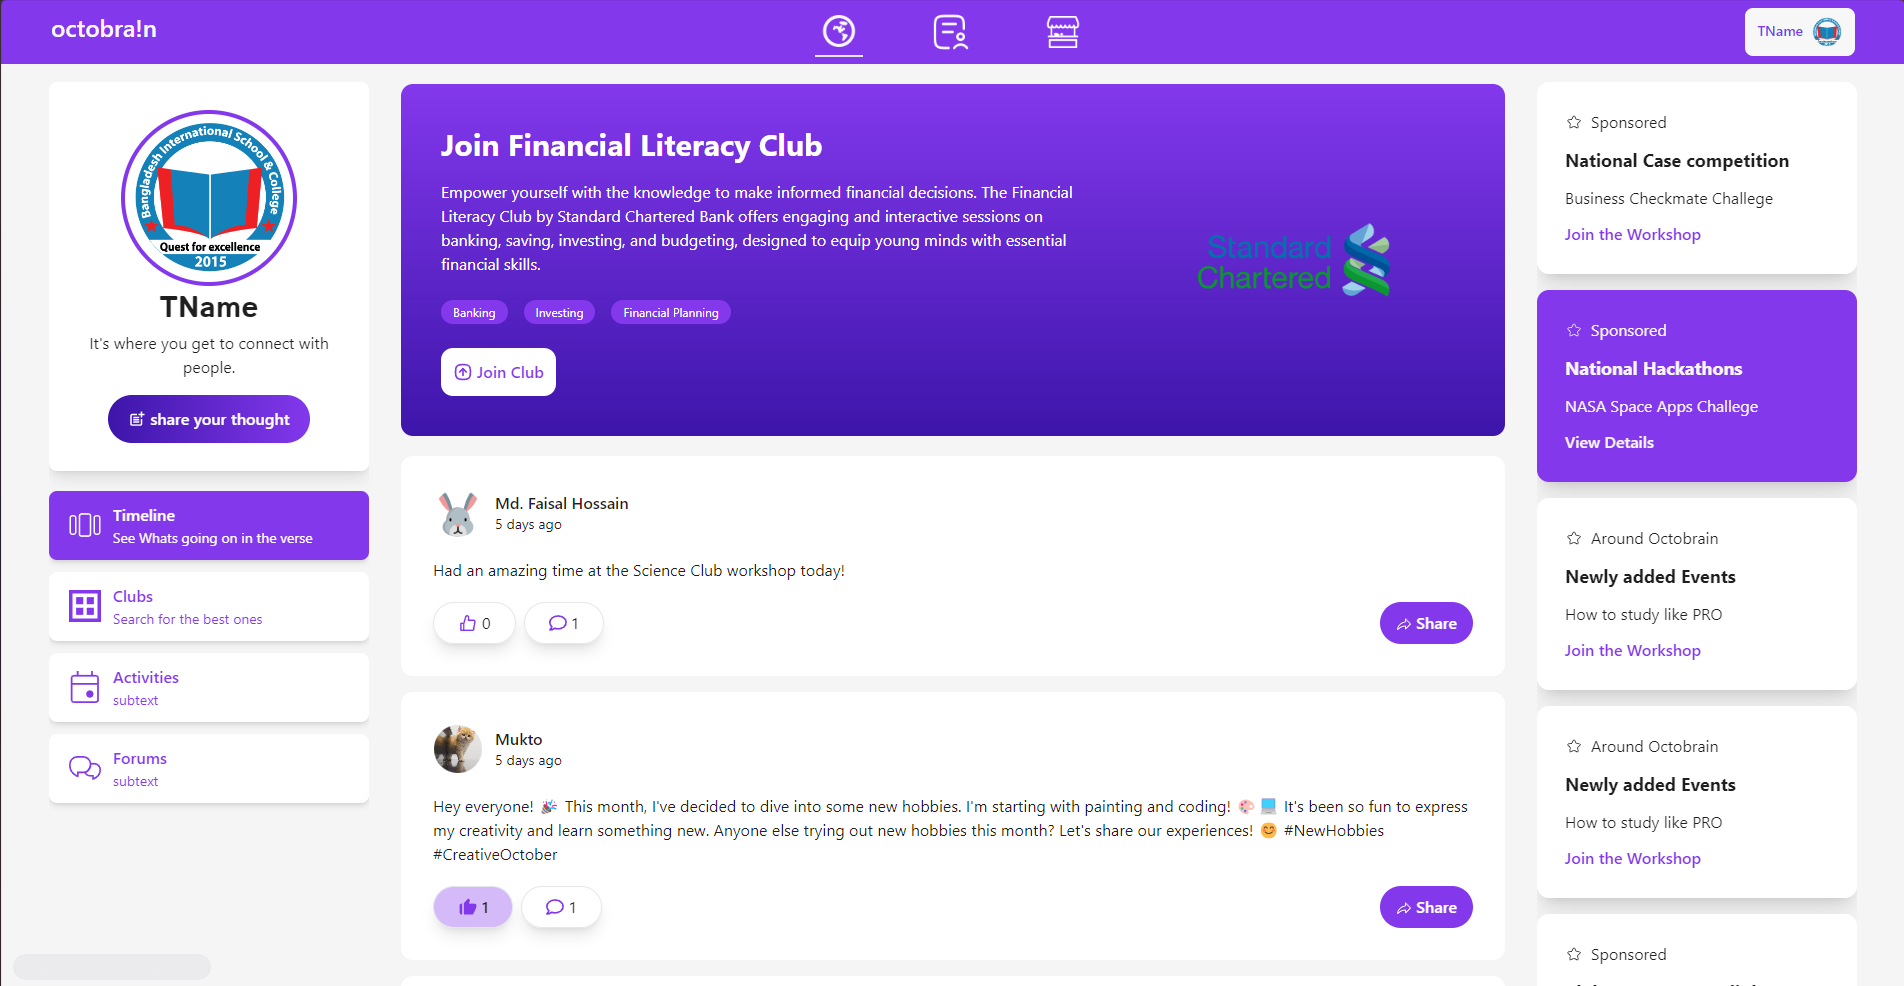 octobra!n
TName
Bangladesh International School & College
Quest for excellence
2015
TName
It's where you get to connect with
people.
share your thought
Timeline
See Whats going on in the verse
Clubs
Search for the best ones
Activities
subtext
Forums
subtext
Join Financial Literacy Club
Empower yourself with the knowledge to make informed financial decisions. The Financial
Literacy Club by Standard Chartered Bank offers engaging and interactive sessions on
banking, saving, investing, and budgeting, designed to equip young minds with essential
financial skills.
Banking
Investing
Financial Planning
Join Club
Standard
Chartered
Md. Faisal Hossain
5 days ago
Had an amazing time at the Science Club workshop today!
0
1
Share
Mukto
5 days ago
Hey everyone! 🎉 This month, I've decided to dive into some new hobbies. I'm starting with painting and coding! 🎨 💻 It's been so fun to express
my creativity and learn something new. Anyone else trying out new hobbies this month? Let's share our experiences! 😊 #NewHobbies
#CreativeOctober
1
1
Share
Sponsored
National Case competition
Business Checkmate Challege
Join the Workshop
Sponsored
National Hackathons
NASA Space Apps Challege
View Details
Around Octobrain
Newly added Events
How to study like PRO
Join the Workshop
Around Octobrain
Newly added Events
How to study like PRO
Join the Workshop
Sponsored